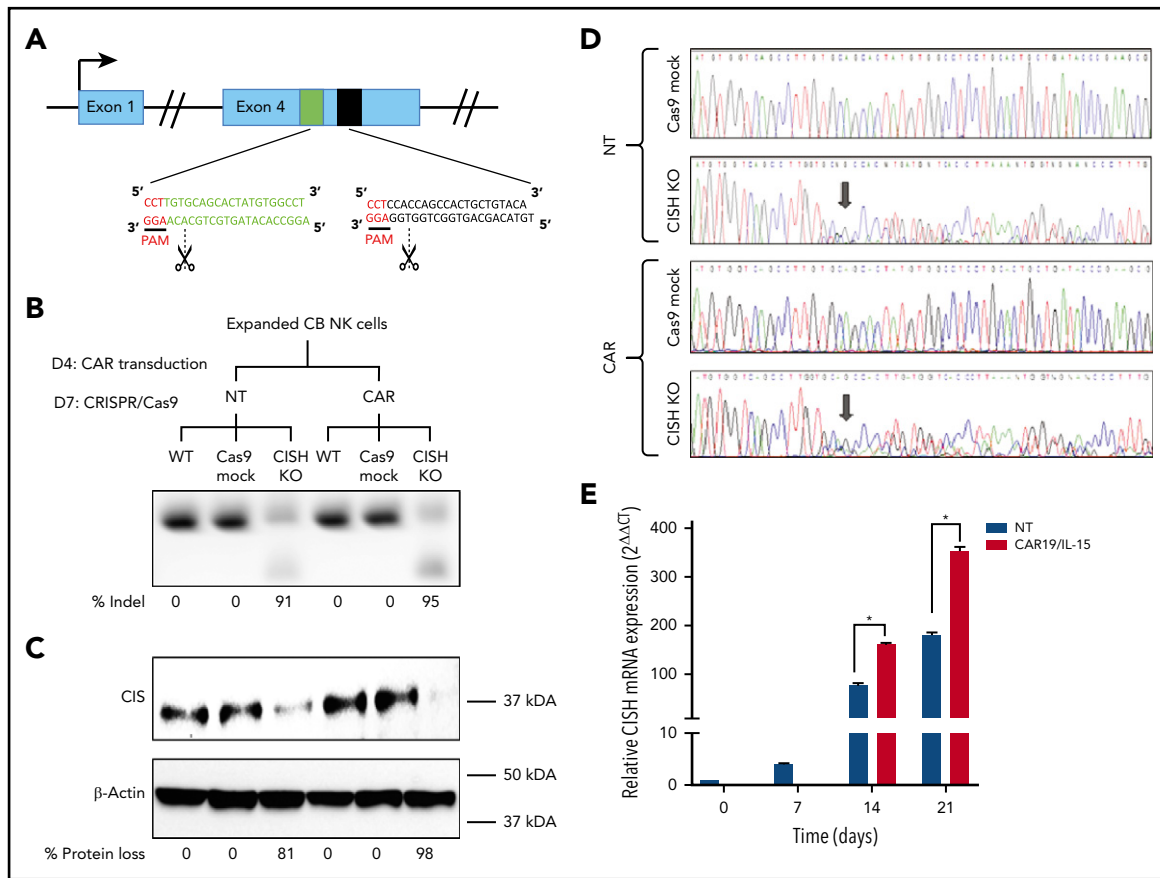 A
Exon 1
Exon 4
5′ 3′
CCTTGTGCAGCACTATGTGGCCT
GGAACACGTCGTGATACACCGGA
3′ 5′
PAM
5′ 3′
CCTCCACCAGCCACTGCTGTACA
GGAGGTGGTCGGTGACGACATGT
3′ 5′
PAM
B
Expanded CB NK cells
D4: CAR transduction
D7: CRISPR/Cas9
NT CAR
WT Cas9 mock CISH KO WT Cas9 mock CISH KO
% Indel 0 0 91 0 0 95
C
CIS
37 kDA
β-Actin
50 kDA
37 kDA
% Protein loss 0 0 81 0 0 98
D
NT
Cas9 mock
CISH KO
CAR
Cas9 mock
CISH KO
E
Relative CISH mRNA expression (2^ΔΔCT)
400
300
200
100
10
0
* *
NT
CAR19/IL-15
0 7 14 21
Time (days)